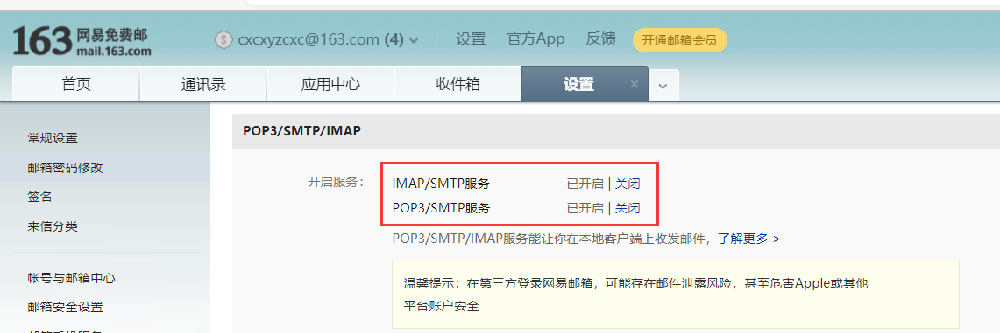 163 网易免费邮
mail.163.com
cxcxyzcxc@163.com (4)
设置 官方App 反馈 开通邮箱会员
首页 通讯录 应用中心 收件箱 设置 ×
常规设置
邮箱密码修改
签名
来信分类
帐号与邮箱中心
邮箱安全设置
POP3/SMTP/IMAP
开启服务： IMAP/SMTP服务 已开启 | 关闭
POP3/SMTP服务 已开启 | 关闭
POP3/SMTP/IMAP服务能让你在本地客户端上收发邮件，了解更多 >
温馨提示：在第三方登录网易邮箱，可能存在邮件泄露风险，甚至危害Apple或其他
平台账户安全